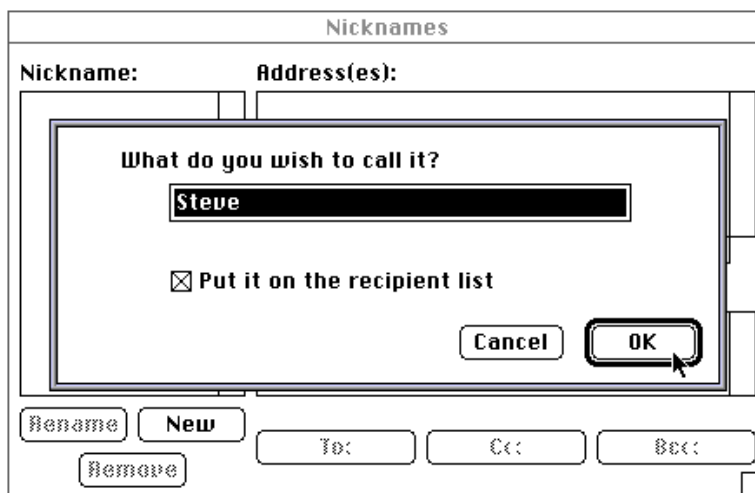 Nicknames
Nickname: Address(es):
What do you wish to call it?
Steve
Put it on the recipient list
Cancel OK
Rename New
To: Cc: Bcc:
Remove